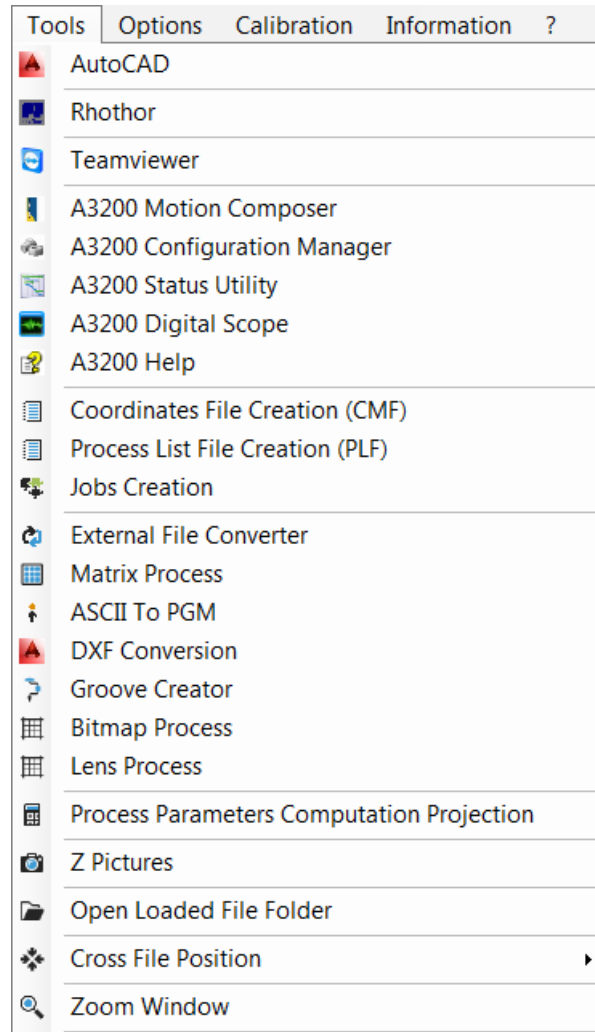 Tools Options Calibration Information ?
AutoCAD
Rhothor
Teamviewer
A3200 Motion Composer
A3200 Configuration Manager
A3200 Status Utility
A3200 Digital Scope
A3200 Help
Coordinates File Creation (CMF)
Process List File Creation (PLF)
Jobs Creation
External File Converter
Matrix Process
ASCII To PGM
DXF Conversion
Groove Creator
Bitmap Process
Lens Process
Process Parameters Computation Projection
Z Pictures
Open Loaded File Folder
Cross File Position
Zoom Window